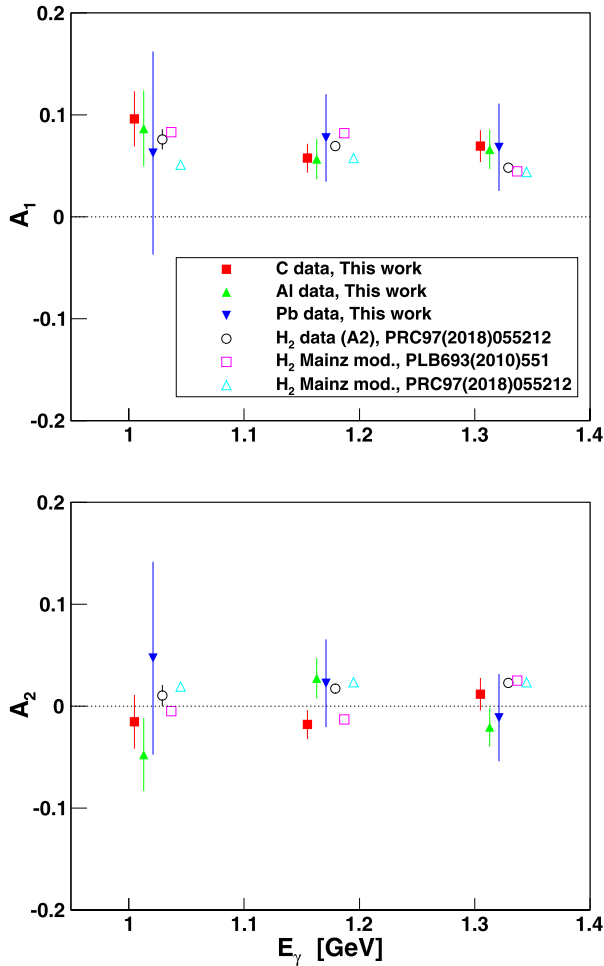 0.2
0.1
A₁
0
-0.1
-0.2
C data, This work
Al data, This work
Pb data, This work
H₂ data (A2), PRC97(2018)055212
H₂ Mainz mod., PLB693(2010)551
H₂ Mainz mod., PRC97(2018)055212
1 1.1 1.2 1.3 1.4
0.2
0.1
A₂
0
-0.1
-0.2
1 1.1 1.2 1.3 1.4
Eᵧ [GeV]